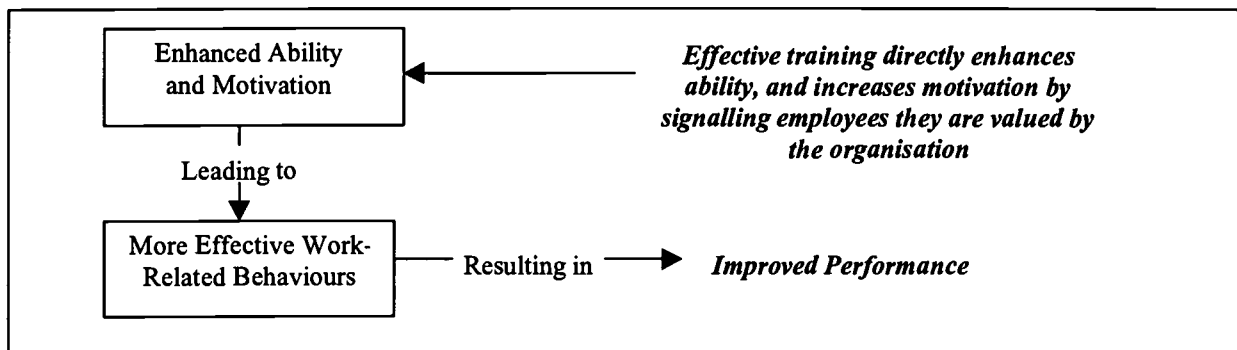 Enhanced Ability
and Motivation
Effective training directly enhances
ability, and increases motivation by
signalling employees they are valued by
the organisation
Leading to
More Effective Work-
Related Behaviours
Resulting in
Improved Performance